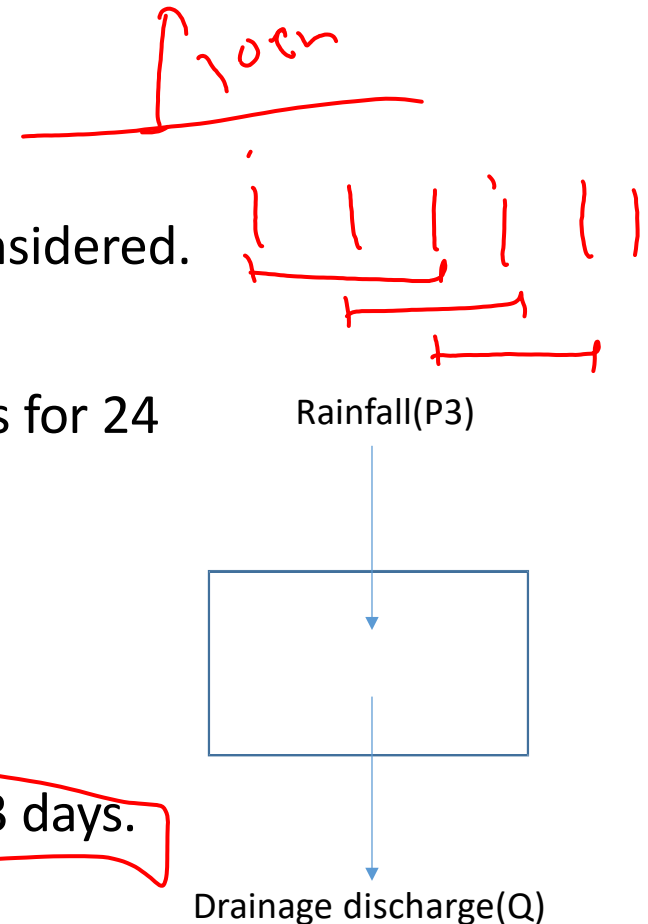 10cm
nsidered.
s for 24
Rainfall(P3)
3 days.
Drainage discharge(Q)